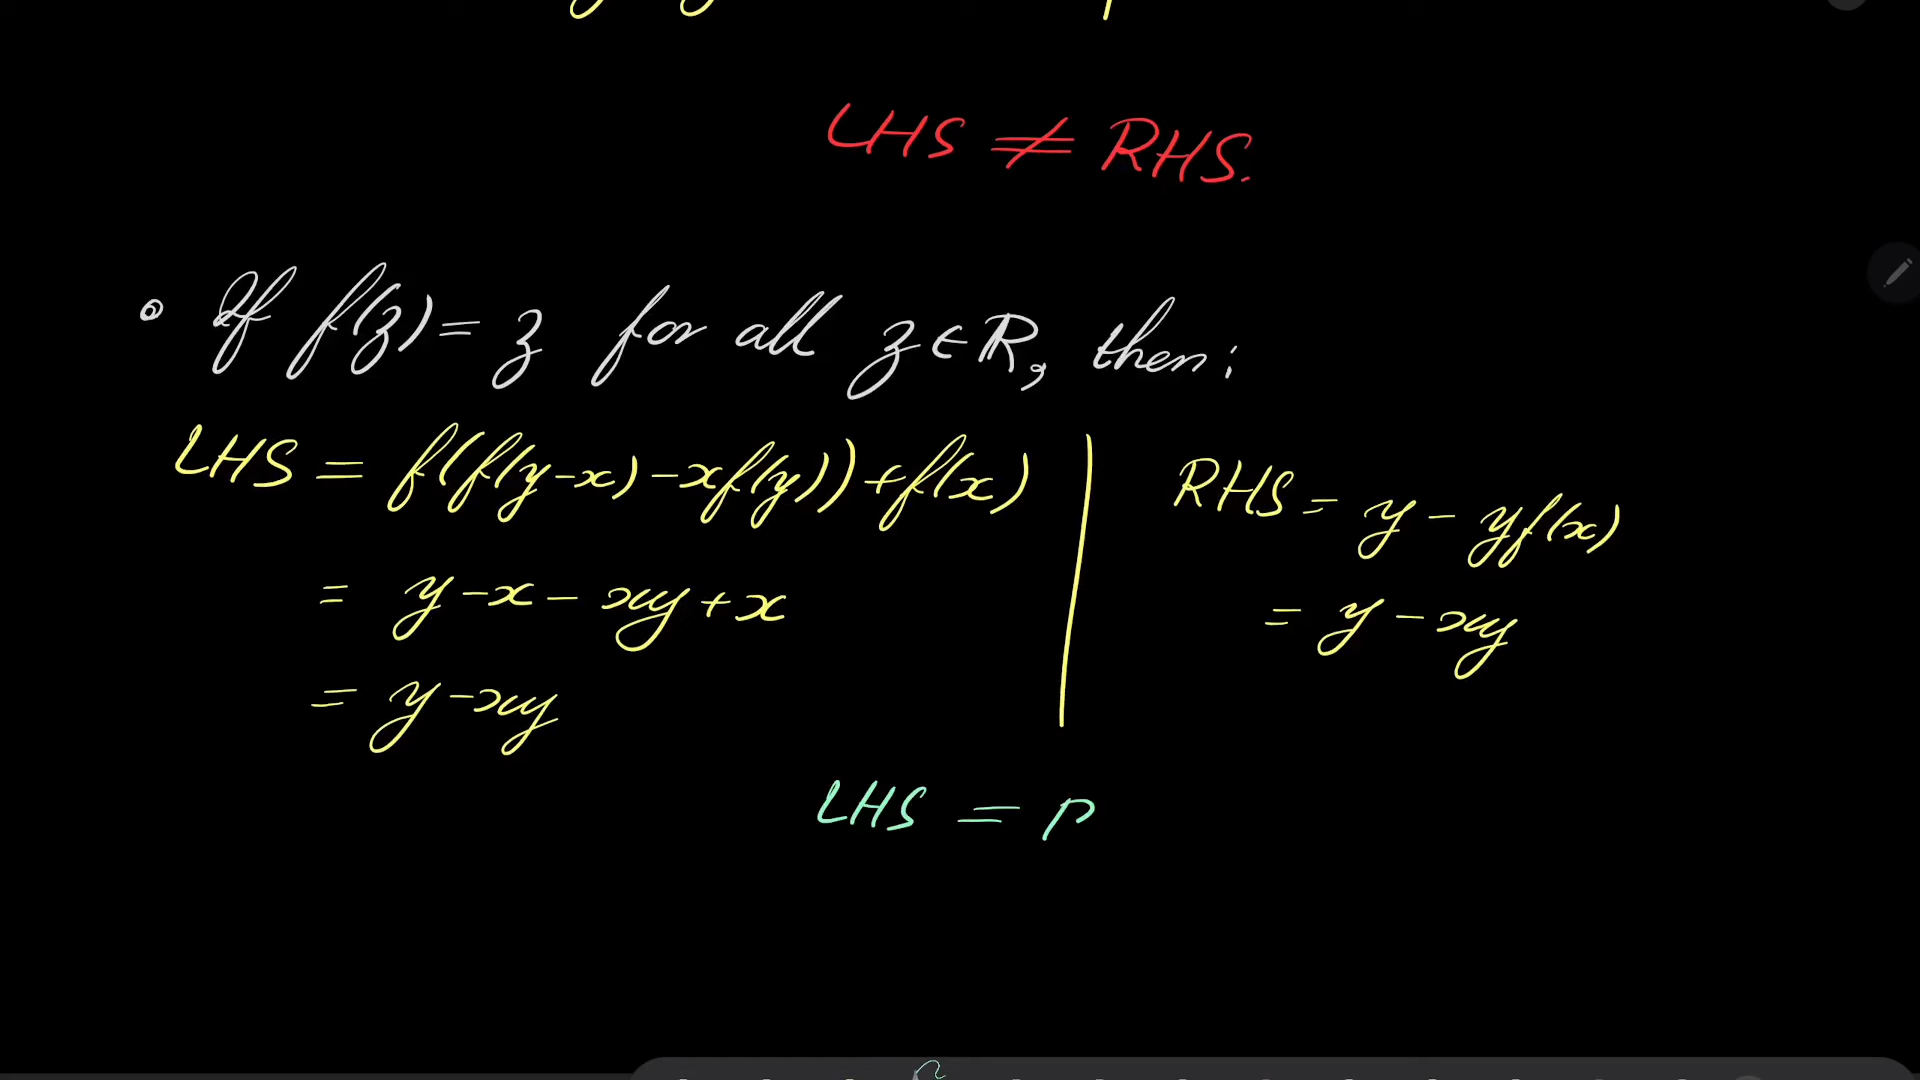 LHS ≠ RHS.
• If f(z) = z for all z ∈ ℝ, then:
LHS = f(f(y-x) - xf(y)) + f(x)
= y - x - xy + x
= y - xy
RHS = y - yf(x)
= y - xy
LHS =